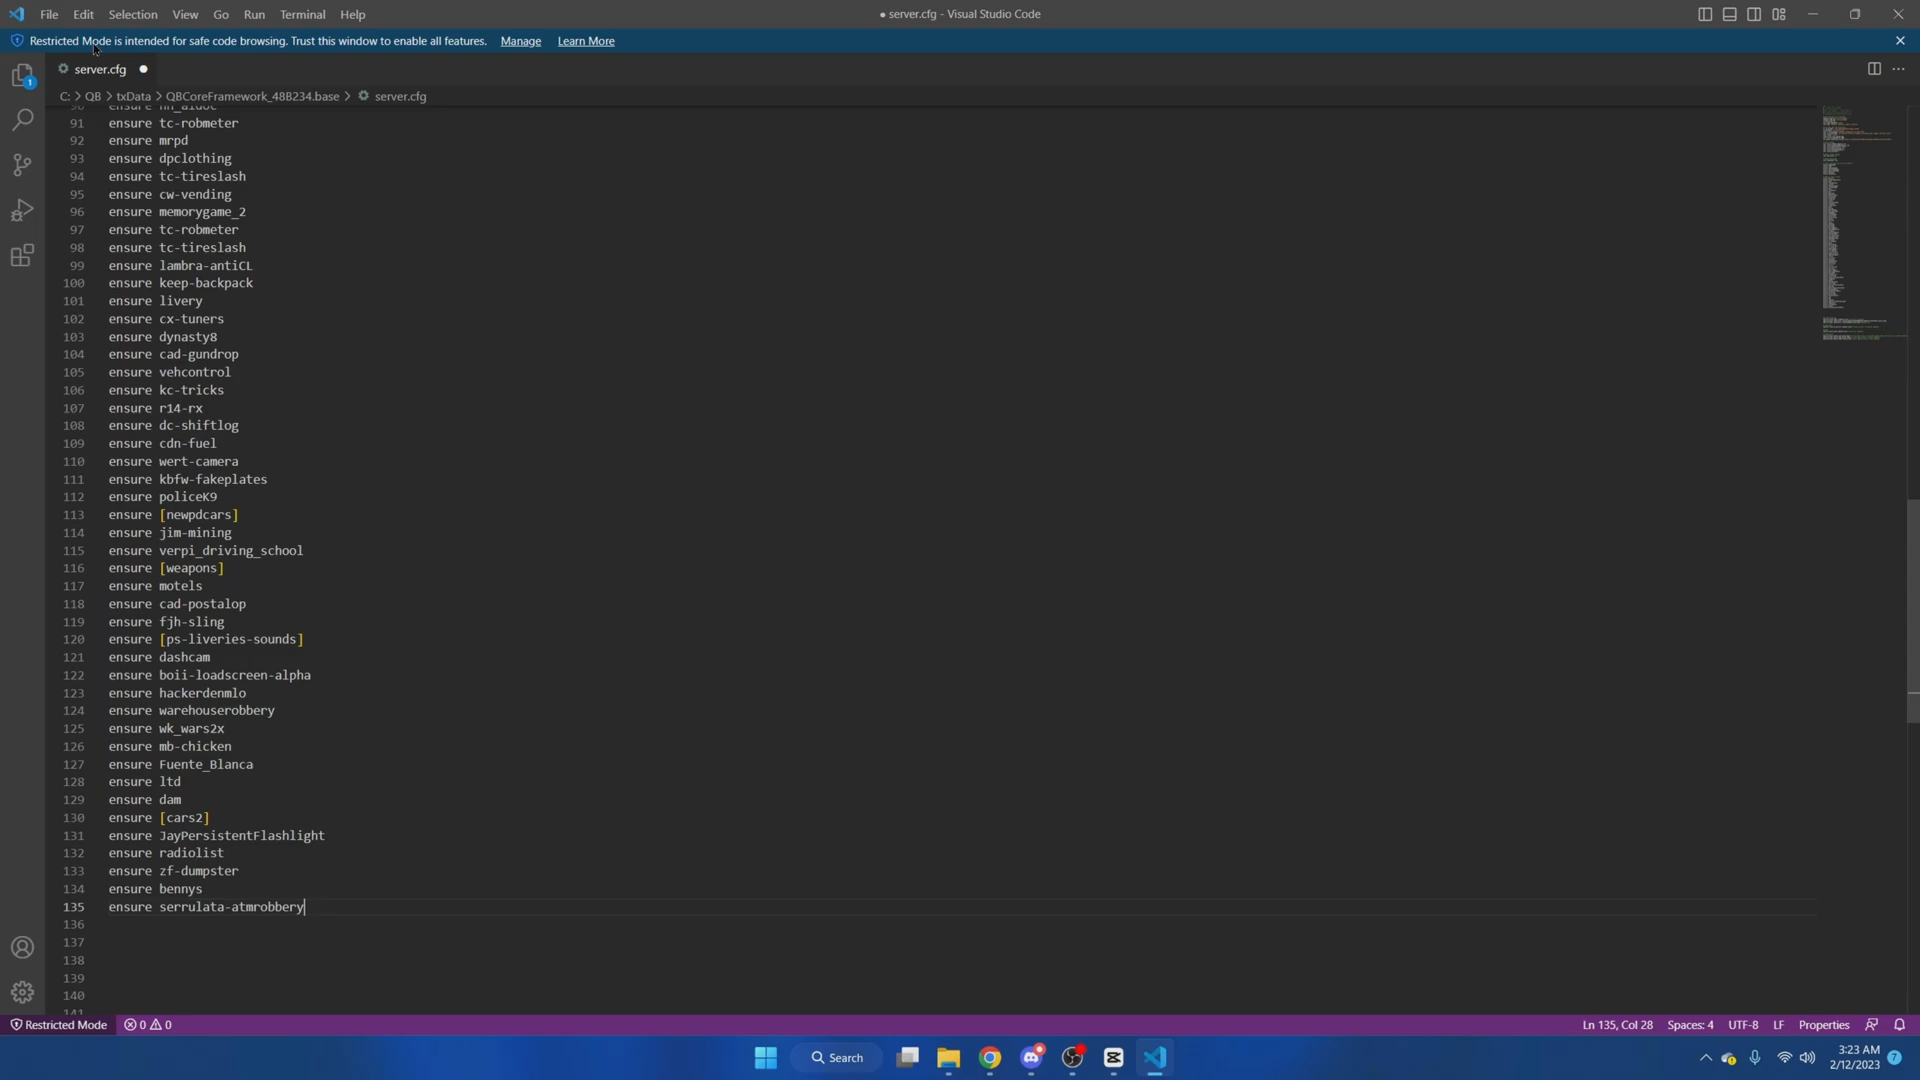 File Edit Selection View Go Run Terminal Help
● server.cfg - Visual Studio Code
Restricted Mode is intended for safe code browsing. Trust this window to enable all features. Manage Learn More
server.cfg
C: > QB > txData > QBCoreFramework_48B234.base > server.cfg
91 ensure tc-robmeter
92 ensure mrpd
93 ensure dpclothing
94 ensure tc-tireslash
95 ensure cw-vending
96 ensure memorygame_2
97 ensure tc-robmeter
98 ensure tc-tireslash
99 ensure lambra-antiCL
100 ensure keep-backpack
101 ensure livery
102 ensure cx-tuners
103 ensure dynasty8
104 ensure cad-gundrop
105 ensure vehcontrol
106 ensure kc-tricks
107 ensure r14-rx
108 ensure dc-shiftlog
109 ensure cdn-fuel
110 ensure wert-camera
111 ensure kbfw-fakeplates
112 ensure policeK9
113 ensure [newpdcars]
114 ensure jim-mining
115 ensure verpi_driving_school
116 ensure [weapons]
117 ensure motels
118 ensure cad-postalop
119 ensure fjh-sling
120 ensure [ps-liveries-sounds]
121 ensure dashcam
122 ensure boii-loadscreen-alpha
123 ensure hackerdenmlo
124 ensure warehouserobbery
125 ensure wk_wars2x
126 ensure mb-chicken
127 ensure Fuente_Blanca
128 ensure ltd
129 ensure dam
130 ensure [cars2]
131 ensure JayPersistentFlashlight
132 ensure radiolist
133 ensure zf-dumpster
134 ensure bennys
135 ensure serrulata-atmrobbery
136
137
138
139
140
141
Restricted Mode 0 0 Ln 135, Col 28 Spaces: 4 UTF-8 LF Properties
Search
3:23 AM
2/12/2023
7
1